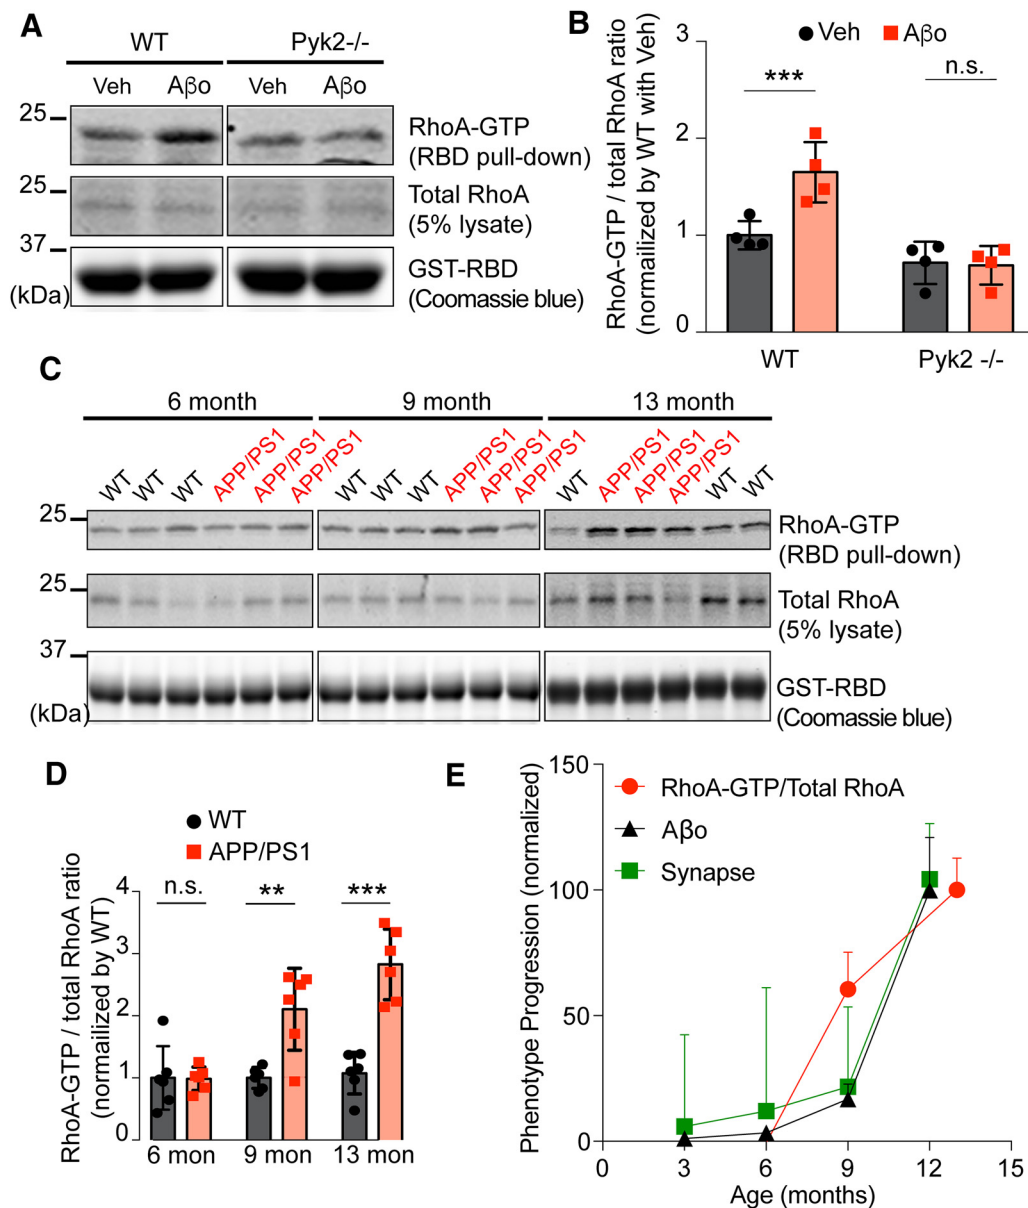 A
WT
Pyk2-/-
Veh
Aβo
Veh
Aβo
25
RhoA-GTP
(RBD pull-down)
25
Total RhoA
(5% lysate)
37
GST-RBD
(kDa)
(Coomassie blue)
B
Veh
Aβo
RhoA-GTP / total RhoA ratio
(normailized by WT with Veh)
3
2
1
0
***
n.s.
WT
Pyk2 -/-
C
6 month
9 month
13 month
WT
WT
WT
APP/PS1
APP/PS1
APP/PS1
WT
WT
WT
APP/PS1
APP/PS1
APP/PS1
WT
APP/PS1
APP/PS1
APP/PS1
WT
WT
25
RhoA-GTP
(RBD pull-down)
25
Total RhoA
(5% lysate)
37
GST-RBD
(kDa)
(Coomassie blue)
D
WT
APP/PS1
RhoA-GTP / total RhoA ratio
(normailized by WT)
4
3
2
1
0
n.s.
**
***
6 mon
9 mon
13 mon
E
Phenotype Progression (normalized)
150
100
50
0
RhoA-GTP/Total RhoA
Aβo
Synapse
0
3
6
9
12
15
Age (months)